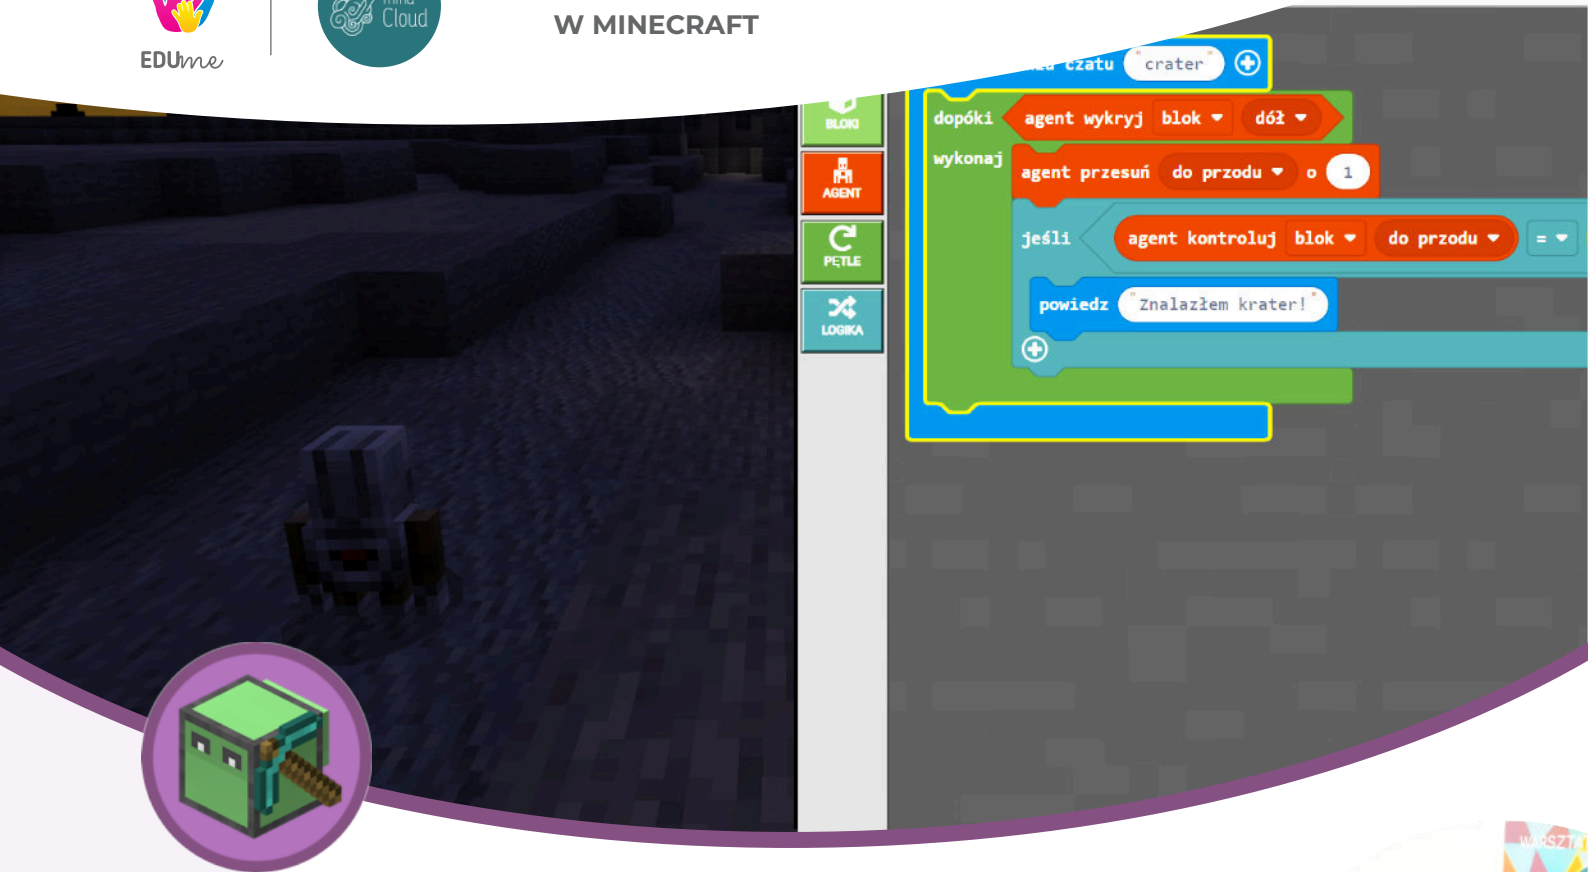 mind
Cloud
EDUme
W MINECRAFT
czatu "crater"
BLOKI
dopóki agent wykryj blok dół
wykonaj agent przesuń do przodu o 1
AGENT
jeśli agent kontroluj blok do przodu =
PĘTLE
powiedz "Znalazłem krater!"
LOGIKA